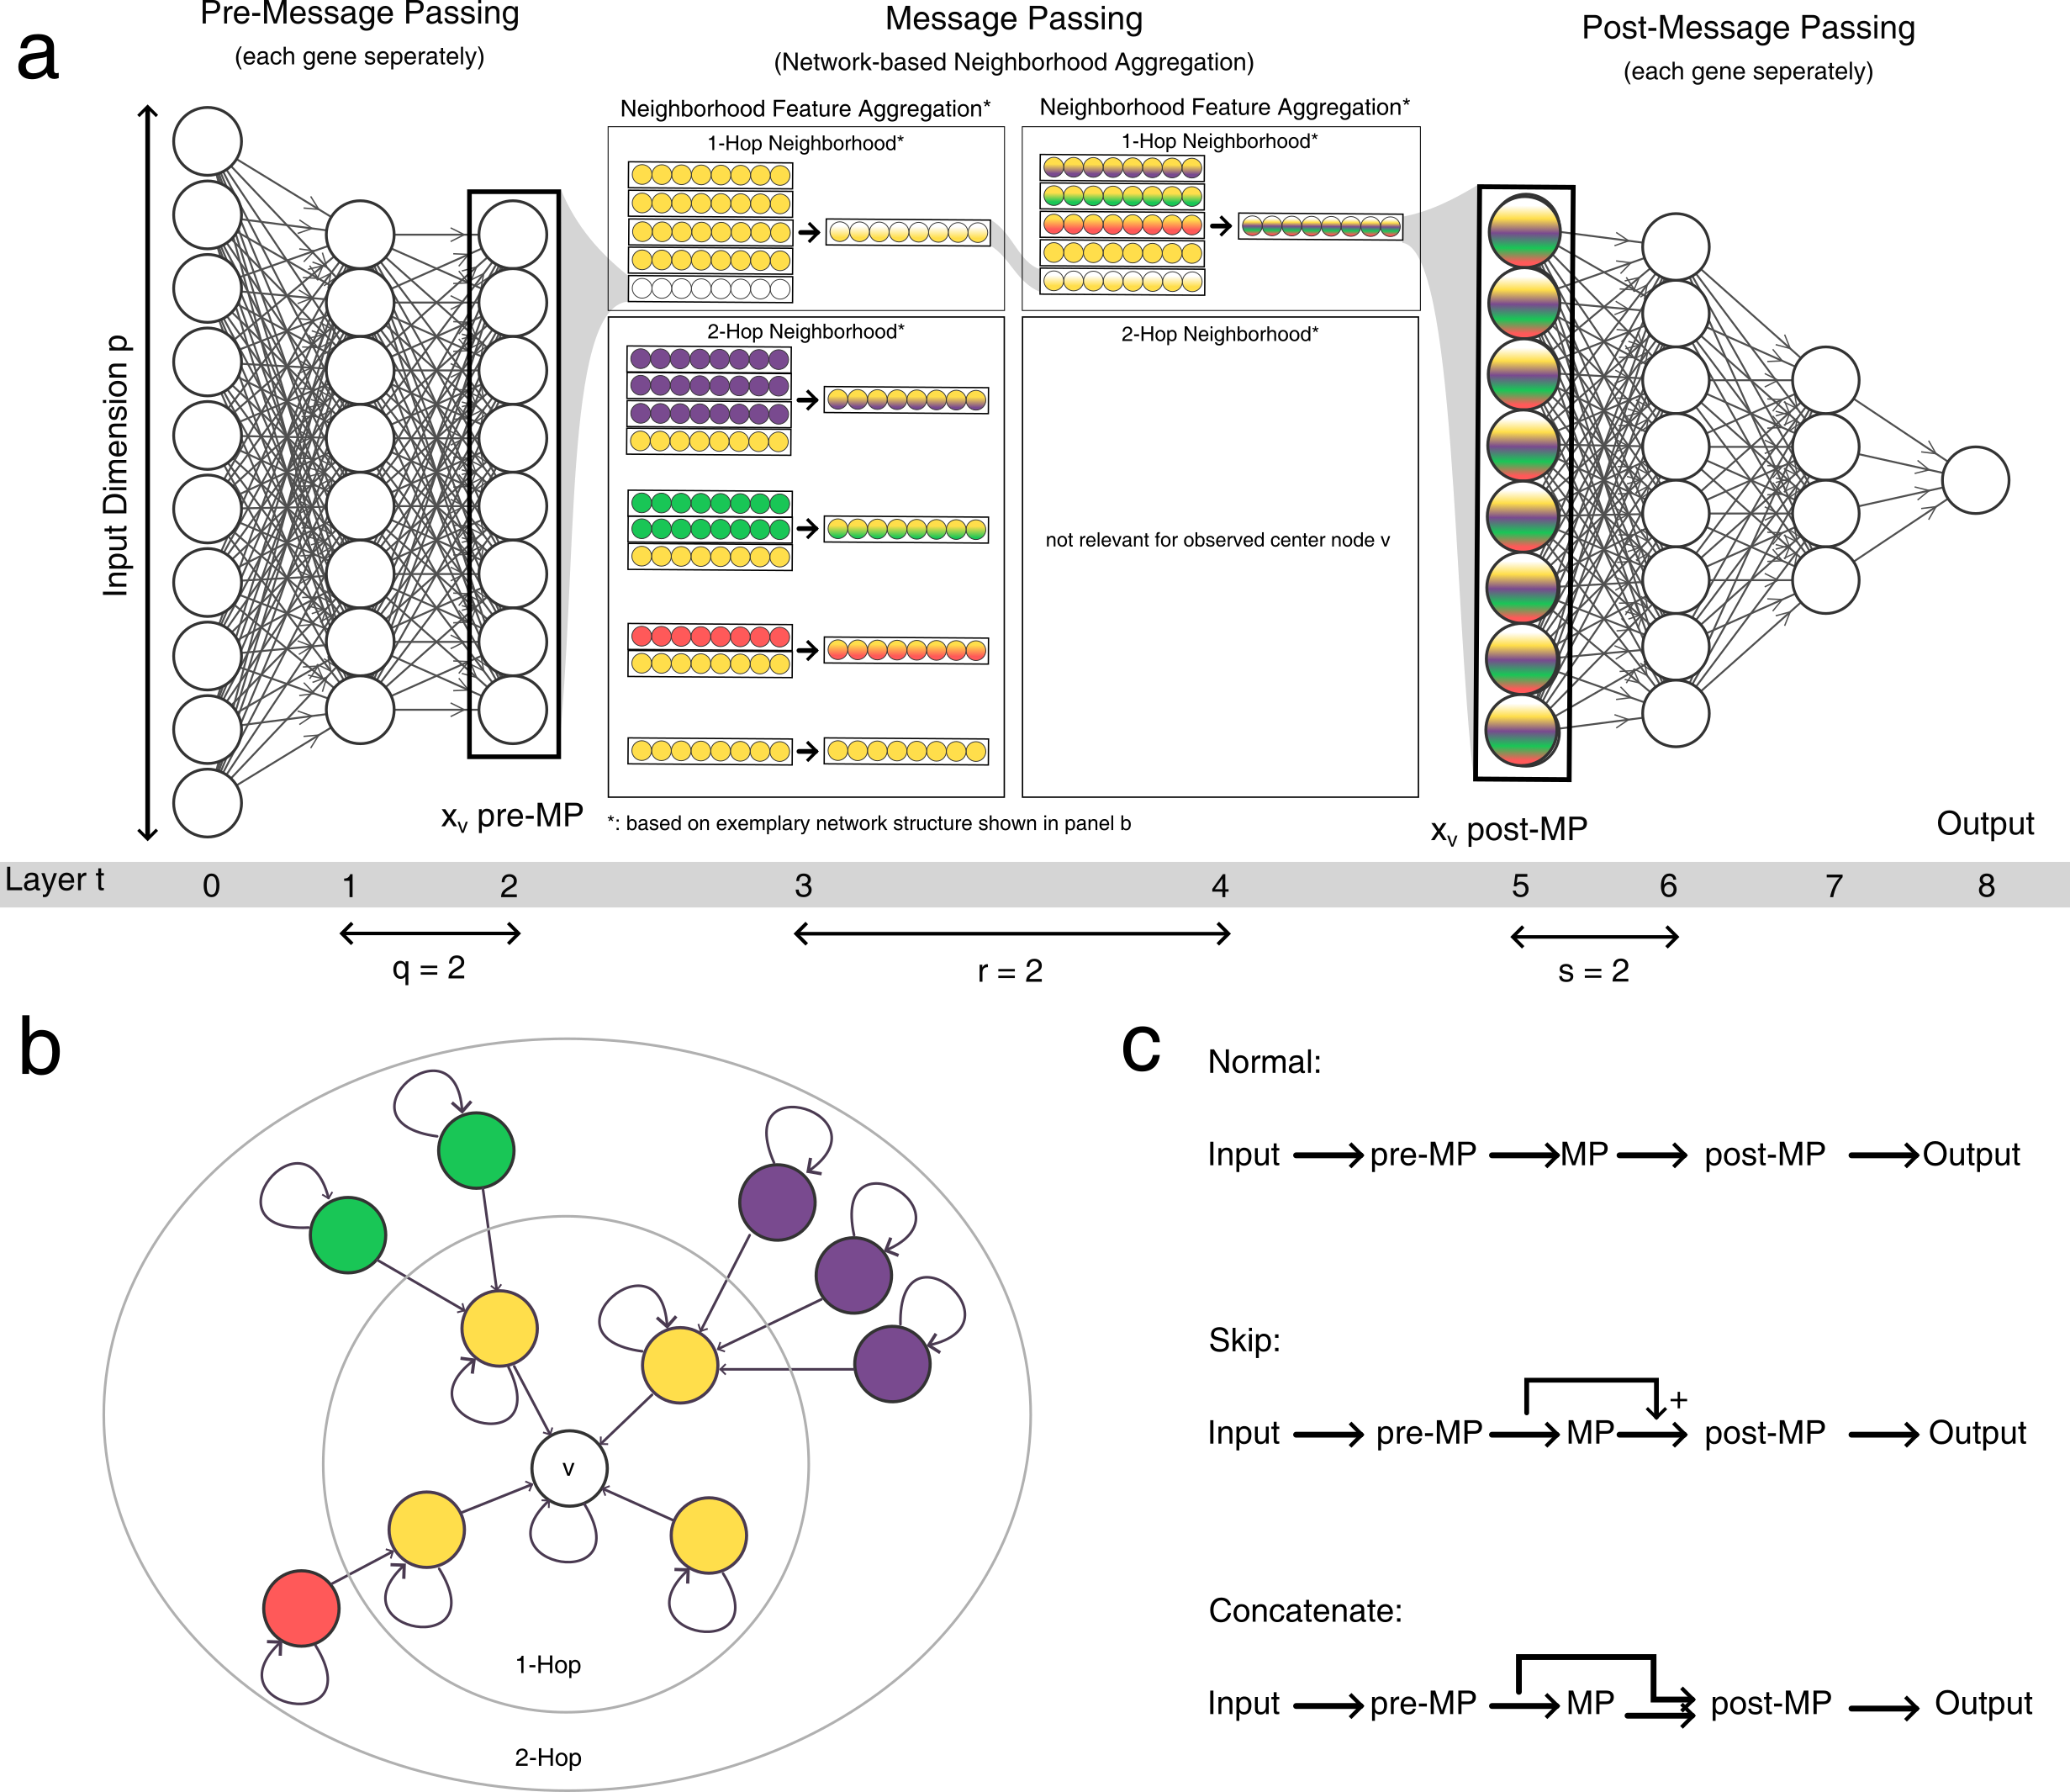 a
Pre-Message Passing
(each gene seperately)
Message Passing
(Network-based Neighborhood Aggregation)
Post-Message Passing
(each gene seperately)
Neighborhood Feature Aggregation*
Neighborhood Feature Aggregation*
1-Hop Neighborhood*
1-Hop Neighborhood*
2-Hop Neighborhood*
2-Hop Neighborhood*
not relevant for observed center node v
Input Dimension p
xv pre-MP
*: based on exemplary network structure shown in panel b
xv post-MP
Output
Layer t 0 1 2 3 4 5 6 7 8
q = 2
r = 2
s = 2
b
v
1-Hop
2-Hop
c
Normal:
Input pre-MP MP post-MP Output
Skip:
+
Input pre-MP MP post-MP Output
Concatenate:
Input pre-MP MP post-MP Output